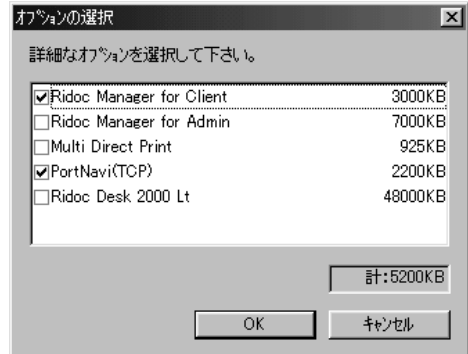 オプションの選択
詳細なオプションを選択して下さい。
Ridoc Manager for Client 3000KB
Ridoc Manager for Admin 7000KB
Multi Direct Print 925KB
PortNavi(TCP) 2200KB
Ridoc Desk 2000 Lt 48000KB
計:5200KB
OK キャンセル